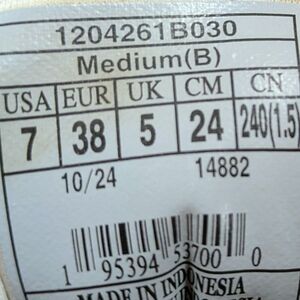 1204261B030
Medium(B)
USA EUR UK CM CN
7 38 5 24 240(1.5)
10/24 14882
1 95394 53700 0
MADE IN INDONESIA